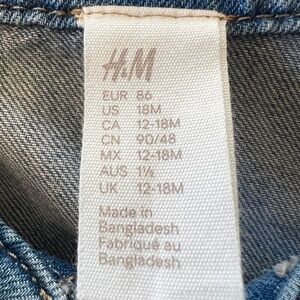 H&M
EUR 86
US 18M
CA 12-18M
CN 90/48
MX 12-18M
AUS 1½
UK 12-18M
Made in
Bangladesh
Fabriqué au
Bangladesh